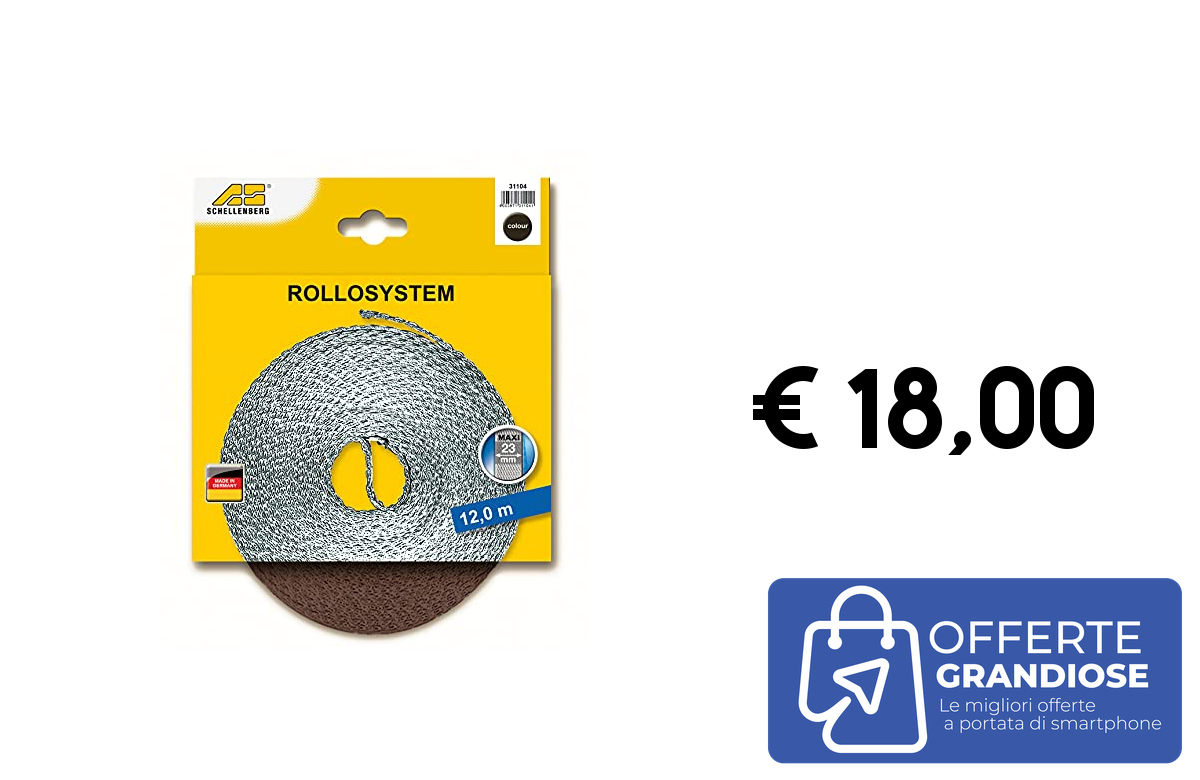 31104
SCHELLENBERG
colour
ROLLOSYSTEM
MAXI
23
mm
MADE IN
GERMANY
12,0 m
€ 18,00
OFFERTE
GRANDIOSE
Le migliori offerte
a portata di smartphone